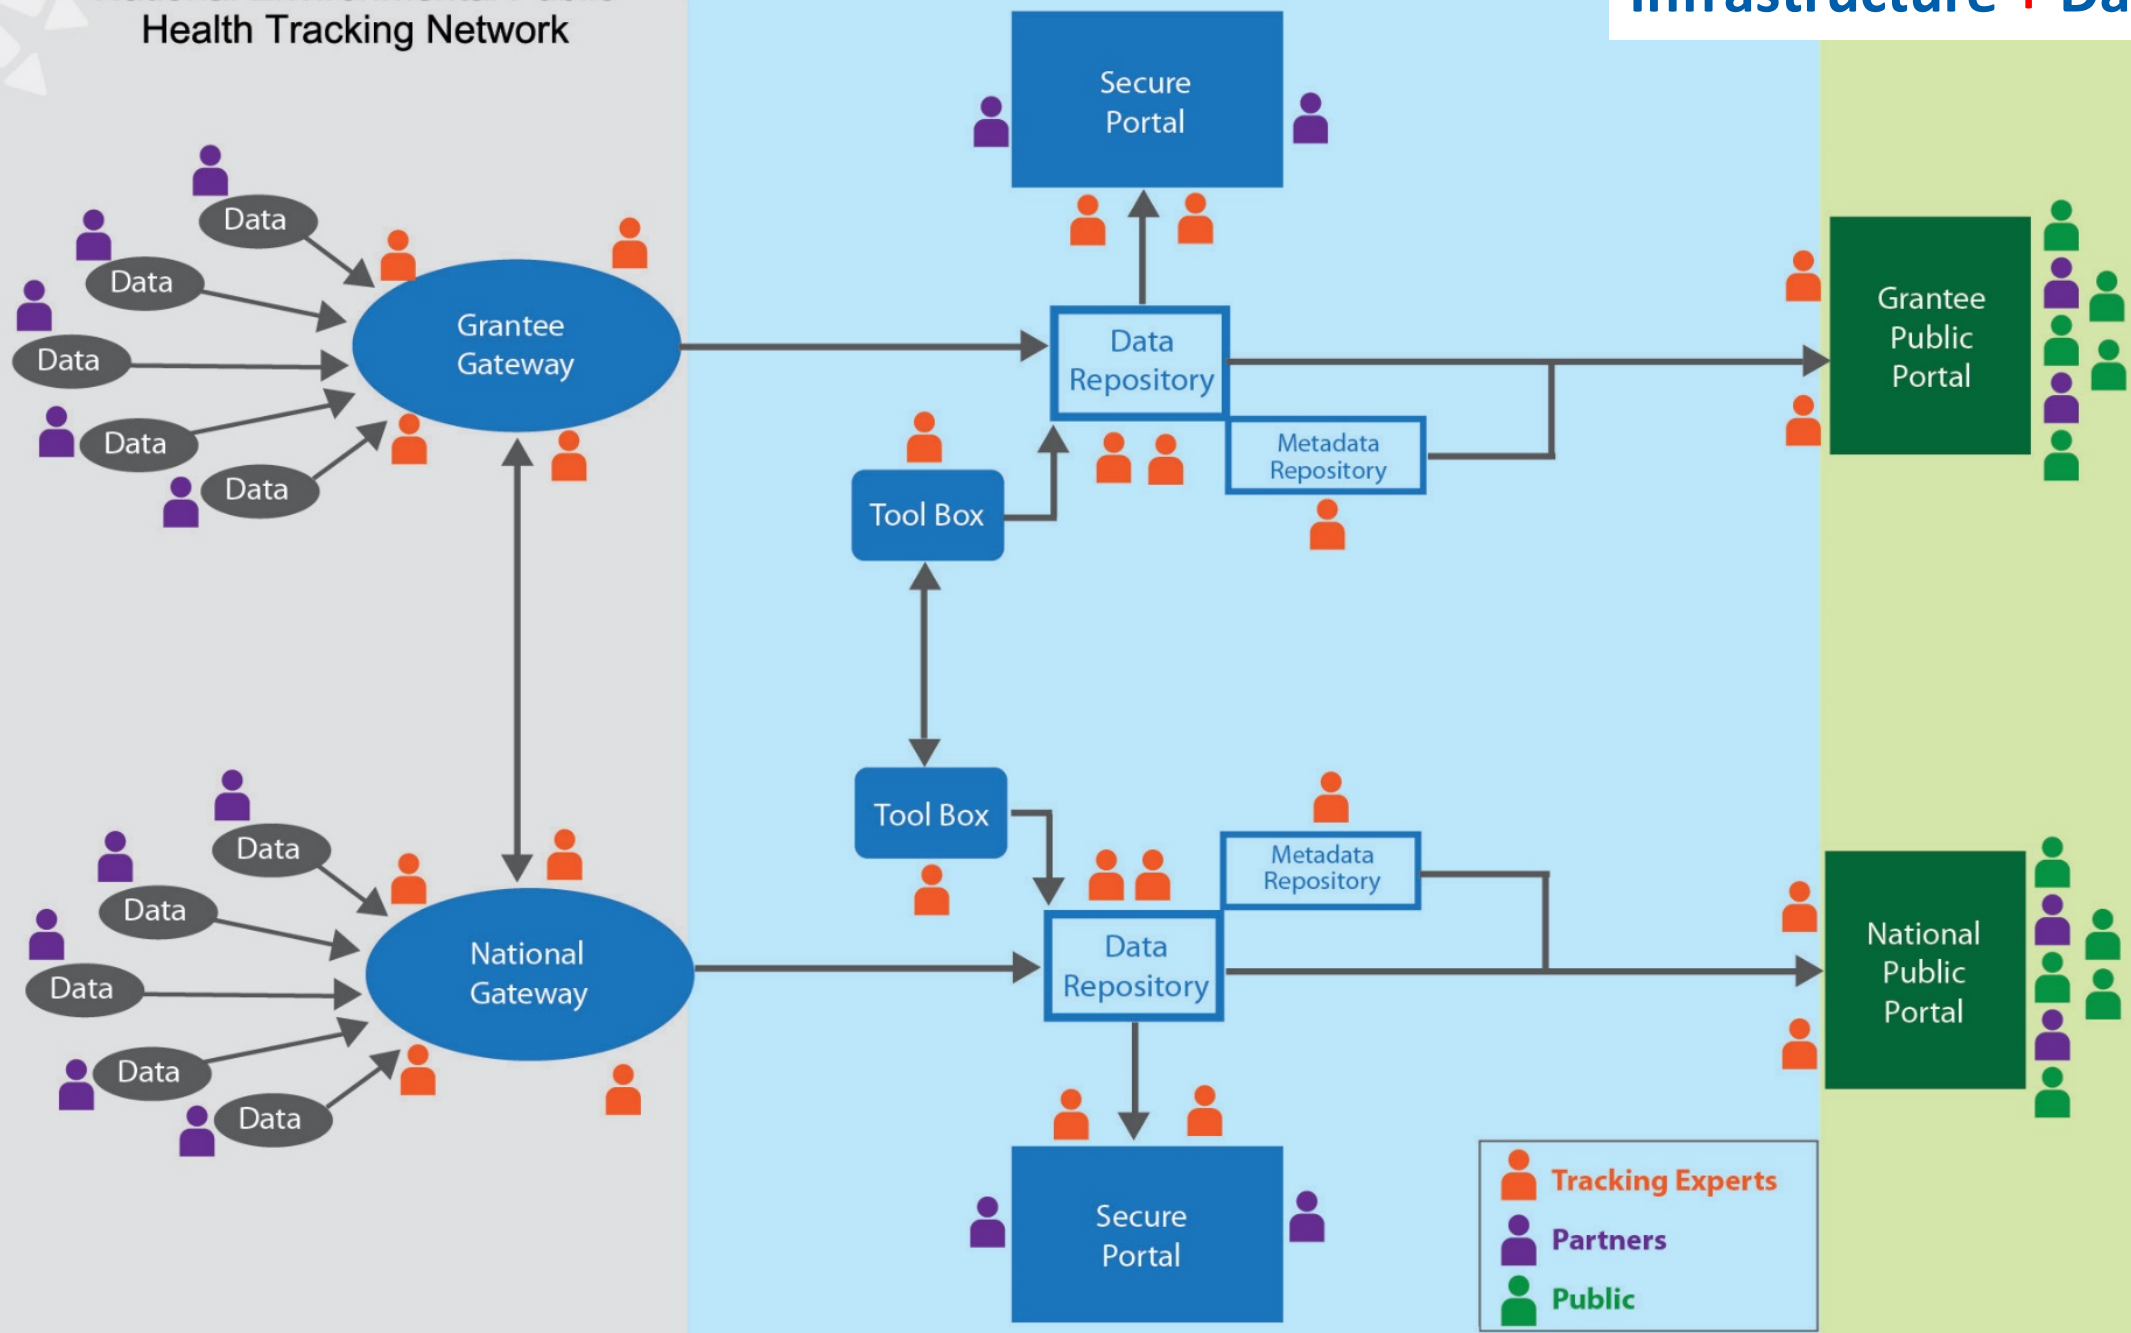 Health Tracking Network
Infrastructure +
Secure
Portal
Data
Data
Data
Data
Data
Grantee
Gateway
Data
Repository
Metadata
Repository
Tool Box
Grantee
Public
Portal
Tool Box
Metadata
Repository
Data
Repository
Data
Data
Data
Data
Data
National
Gateway
National
Public
Portal
Secure
Portal
Tracking Experts
Partners
Public